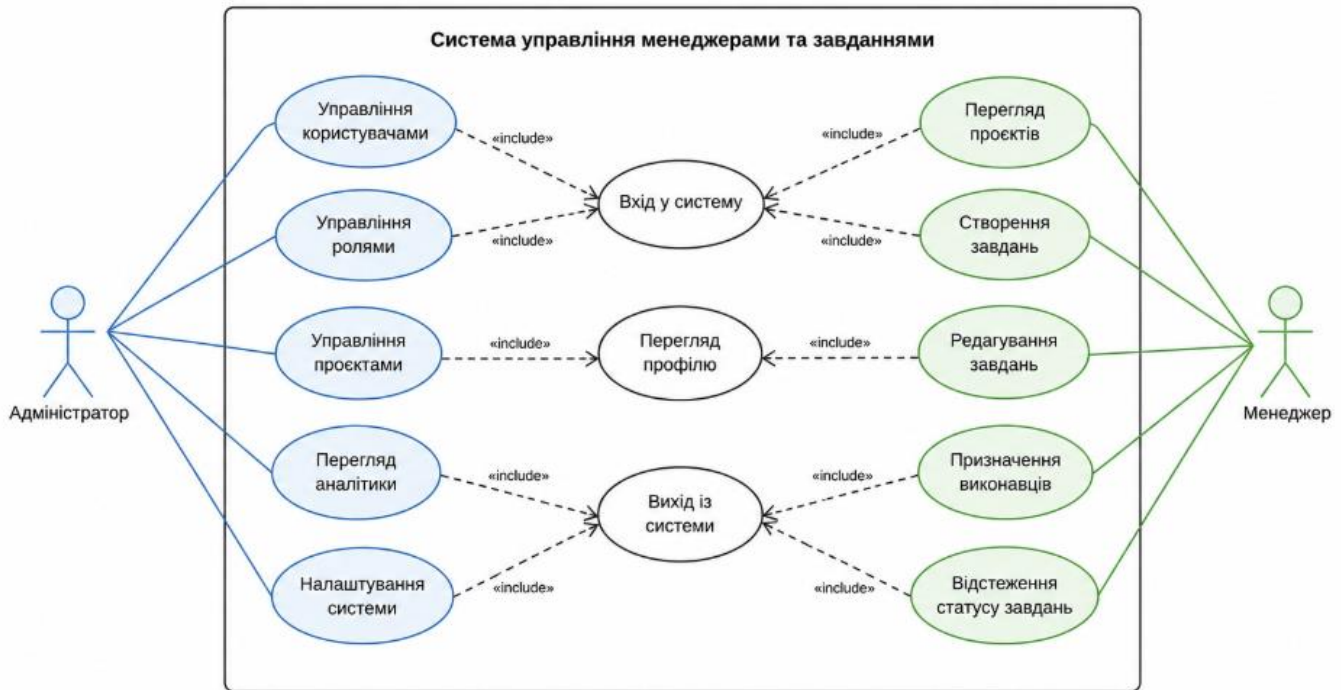 Система управління менеджерами та завданнями
Управління
користувачами
«include»
«include»
Перегляд
проєктів
Вхід у систему
Управління
ролями
«include»
«include»
Створення
завдань
Управління
проєктами
«include»
Перегляд
профілю
«include»
Редагування
завдань
Адміністратор
Менеджер
Перегляд
аналітики
«include»
«include»
Призначення
виконавців
Вихід із
системи
Налаштування
системи
«include»
«include»
Відстеження
статусу завдань